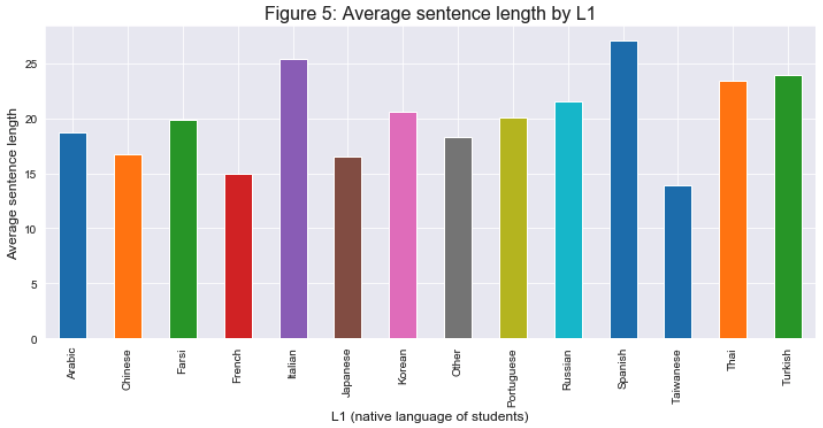 Figure 5: Average sentence length by L1
Average sentence length
25
20
15
10
5
0
Arabic
Chinese
Farsi
French
Italian
Japanese
Korean
Other
Portuguese
Russian
Spanish
Taiwanese
Thai
Turkish
L1 (native language of students)